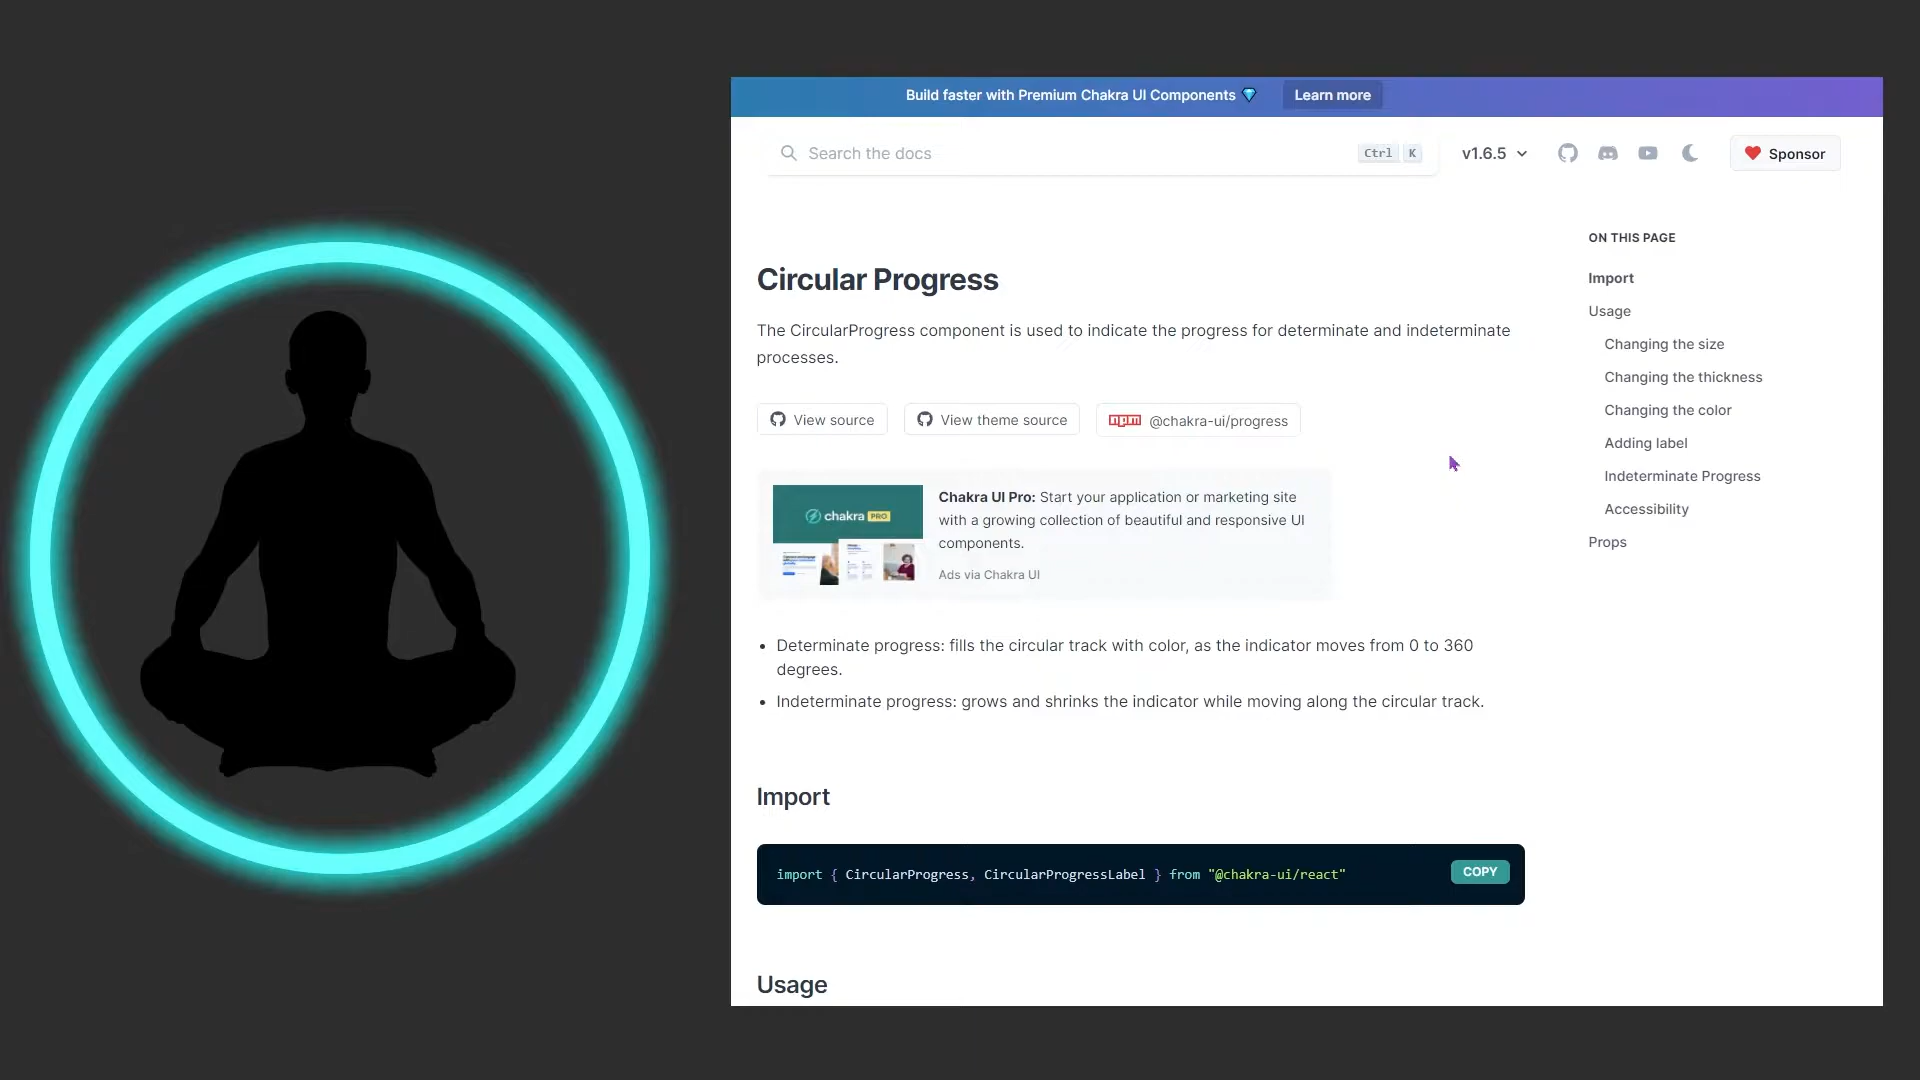 Build faster with Premium Chakra UI Components 💎 Learn more
Search the docs Ctrl K v1.6.5 Sponsor
ON THIS PAGE
Import
Usage
Changing the size
Changing the thickness
Changing the color
Adding label
Indeterminate Progress
Accessibility
Props
Circular Progress
The CircularProgress component is used to indicate the progress for determinate and indeterminate
processes.
View source View theme source npm @chakra-ui/progress
chakra PRO
Chakra UI Pro: Start your application or marketing site
with a growing collection of beautiful and responsive UI
components.
Ads via Chakra UI
• Determinate progress: fills the circular track with color, as the indicator moves from 0 to 360
degrees.
• Indeterminate progress: grows and shrinks the indicator while moving along the circular track.
Import
import { CircularProgress, CircularProgressLabel } from "@chakra-ui/react" COPY
Usage